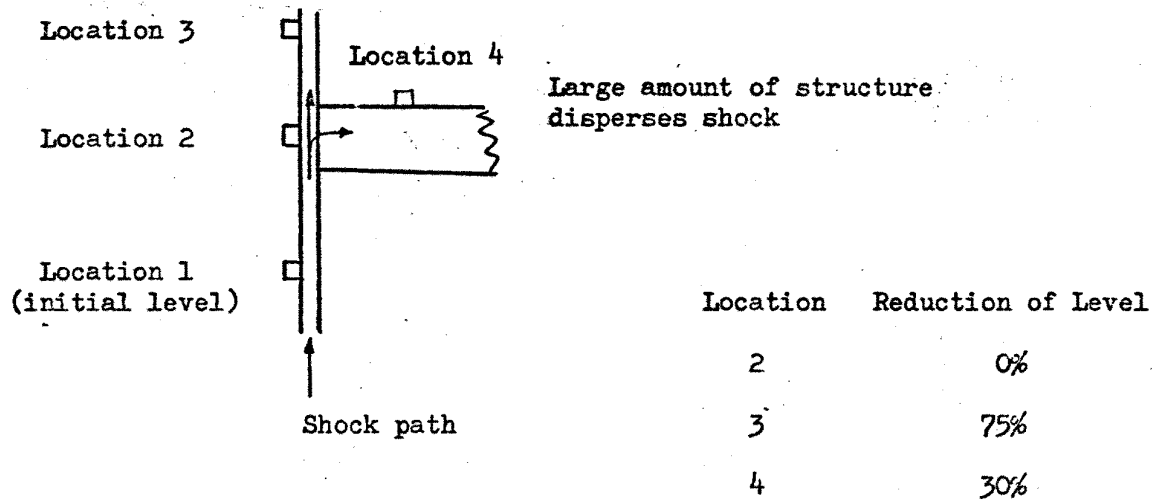 Location 3
Location 4
Large amount of structure
disperses shock
Location 2
Location 1
(initial level)
Location Reduction of Level
2 0%
Shock path
3 75%
4 30%